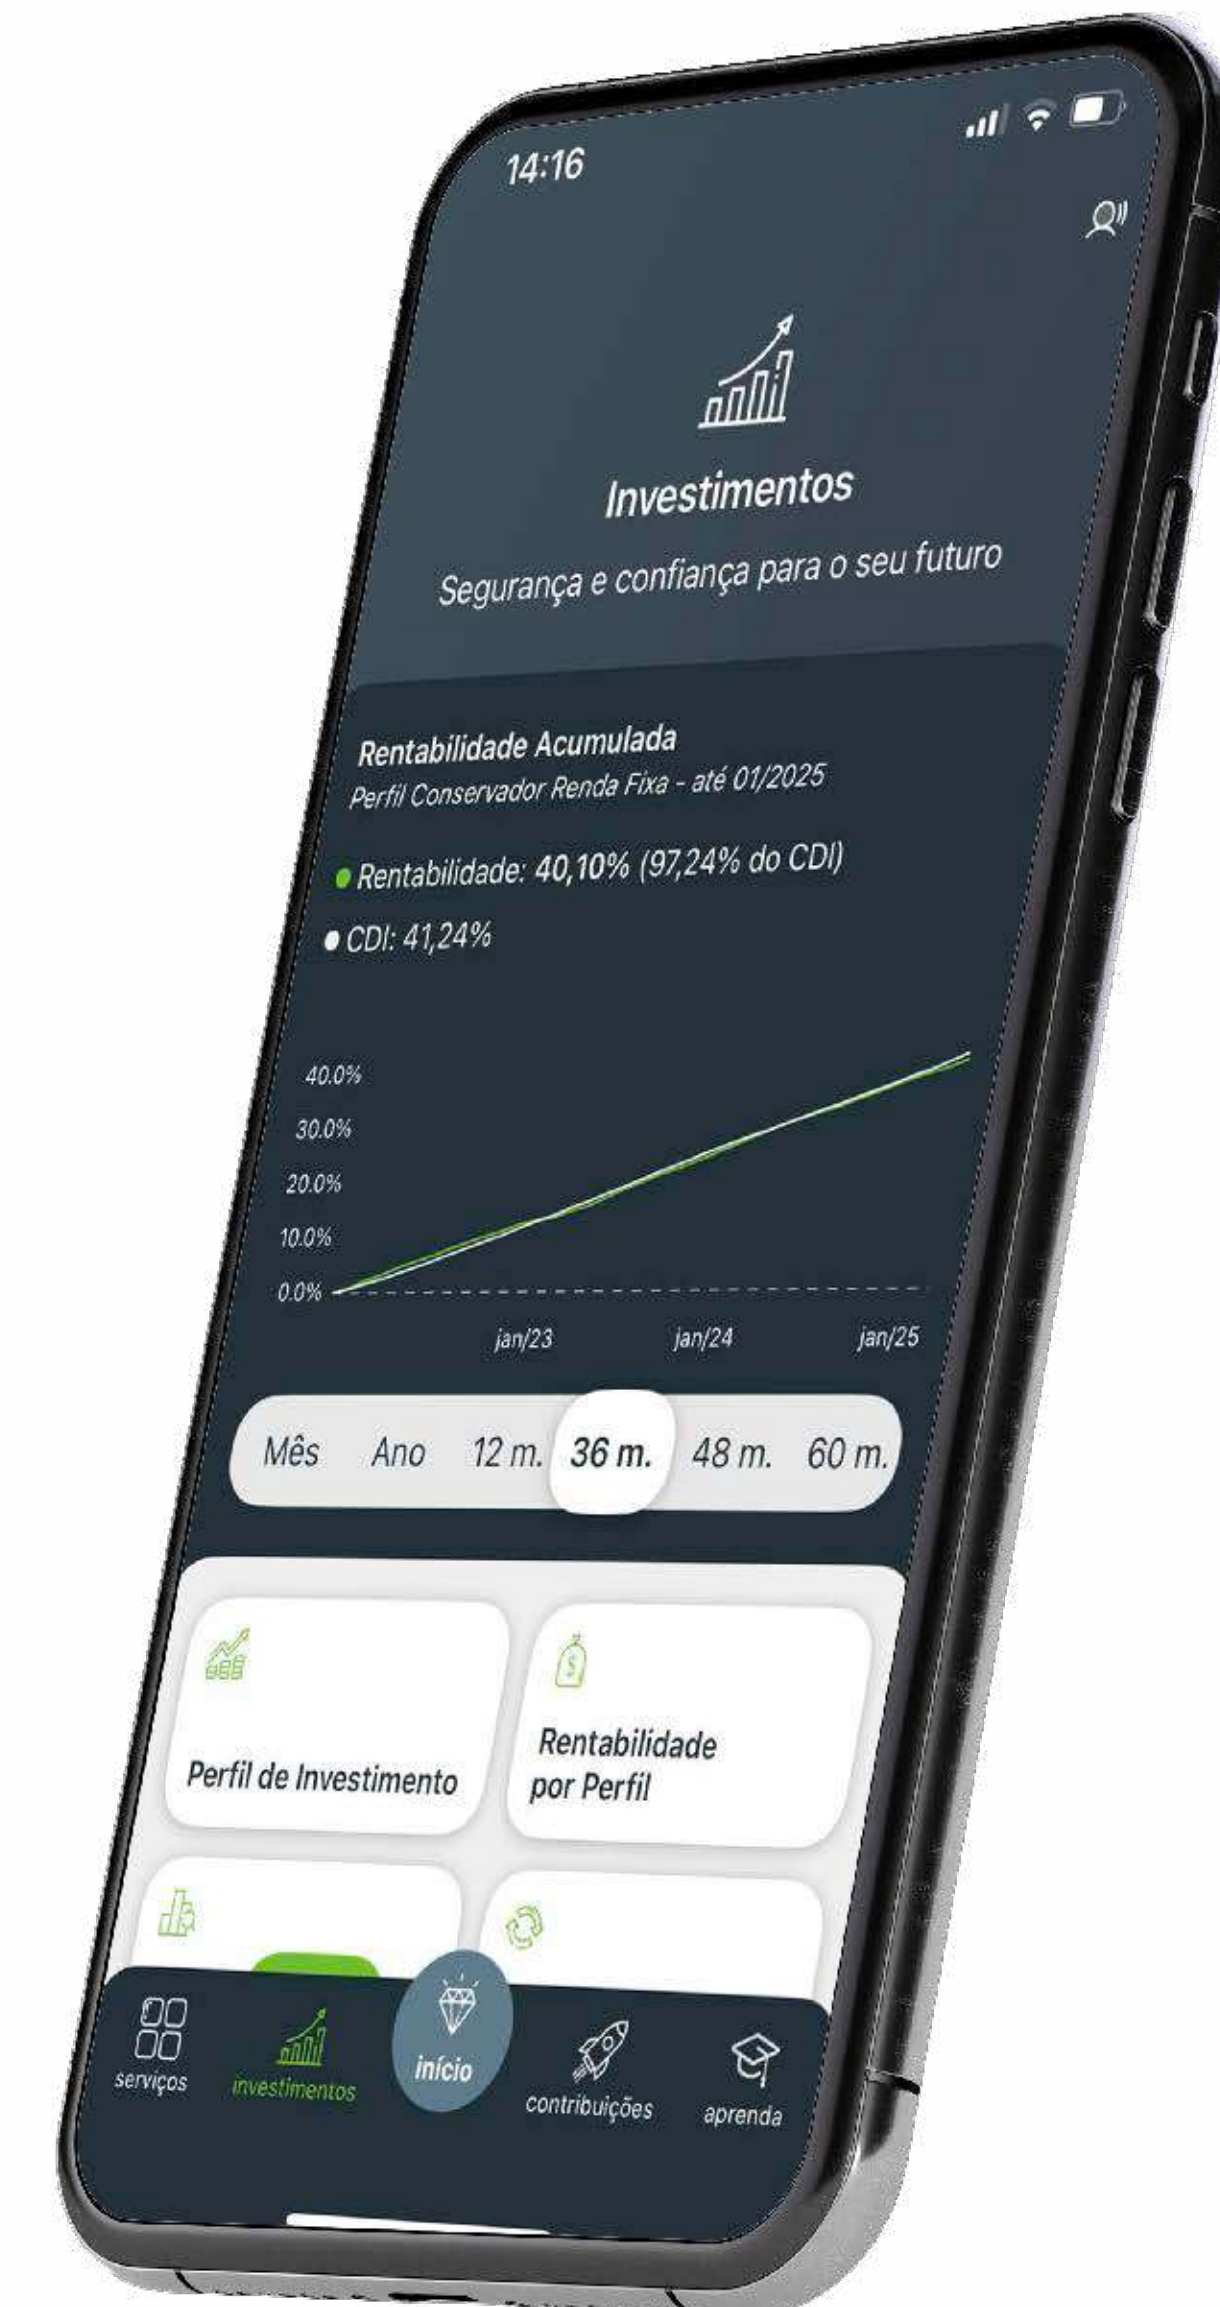 14:16
Investimentos
Segurança e confiança para o seu futuro
Rentabilidade Acumulada
Perfil Conservador Renda Fixa - até 01/2025
Rentabilidade: 40,10% (97,24% do CDI)
CDI: 41,24%
40.0%
30.0%
20.0%
10.0%
0.0%
jan/23 jan/24 jan/25
Mês Ano 12 m. 36 m. 48 m. 60 m.
Perfil de Investimento
Rentabilidade
por Perfil
serviços investimentos início contribuições aprenda